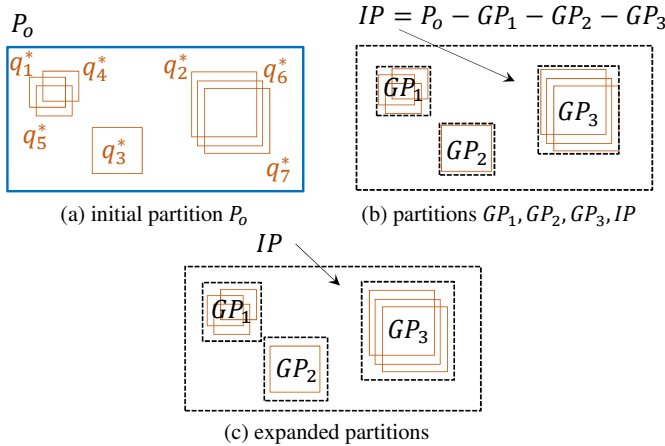 P_o
q_1^* q_4^* q_2^* q_6^*
q_5^* q_3^* q_7^*
(a) initial partition P_o
IP = P_o − GP_1 − GP_2 − GP_3
GP_1 GP_3
GP_2
(b) partitions GP_1, GP_2, GP_3, IP
IP
GP_1 GP_3
GP_2
(c) expanded partitions